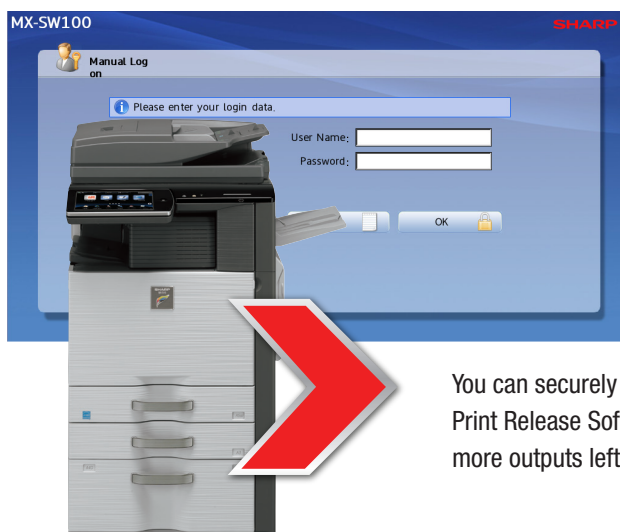 MX-SW100
SHARP
Manual Log
on
Please enter your login data.
User Name:
Password:
OK
You can securely
Print Release Sof
more outputs left